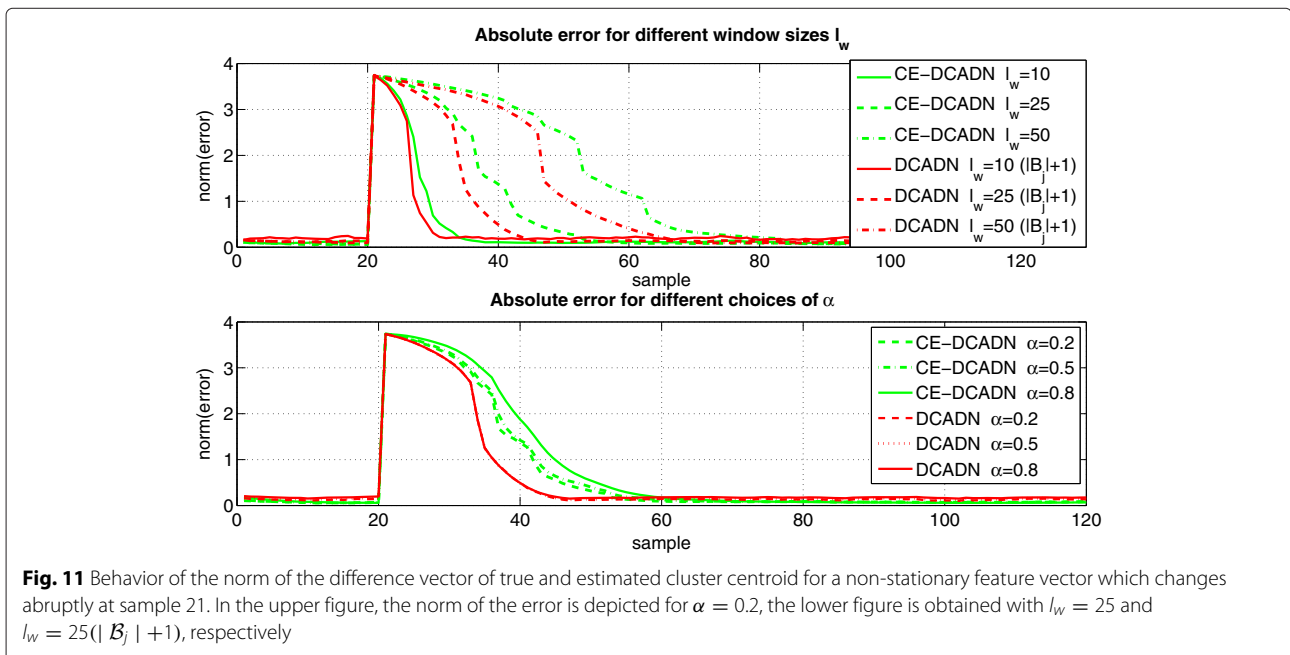 Absolute error for different window sizes l_w
norm(error)
4
3
2
1
0
0
20
40
60
80
100
120
sample
CE−DCADN l_w=10
CE−DCADN l_w=25
CE−DCADN l_w=50
DCADN l_w=10 (|B_j|+1)
DCADN l_w=25 (|B_j|+1)
DCADN l_w=50 (|B_j|+1)
Absolute error for different choices of α
norm(error)
4
3
2
1
0
0
20
40
60
80
100
120
sample
CE−DCADN α=0.2
CE−DCADN α=0.5
CE−DCADN α=0.8
DCADN α=0.2
DCADN α=0.5
DCADN α=0.8
Fig. 11 Behavior of the norm of the difference vector of true and estimated cluster centroid for a non-stationary feature vector which changes
abruptly at sample 21. In the upper figure, the norm of the error is depicted for α = 0.2, the lower figure is obtained with l_w = 25 and
l_w = 25(| B_j | +1), respectively